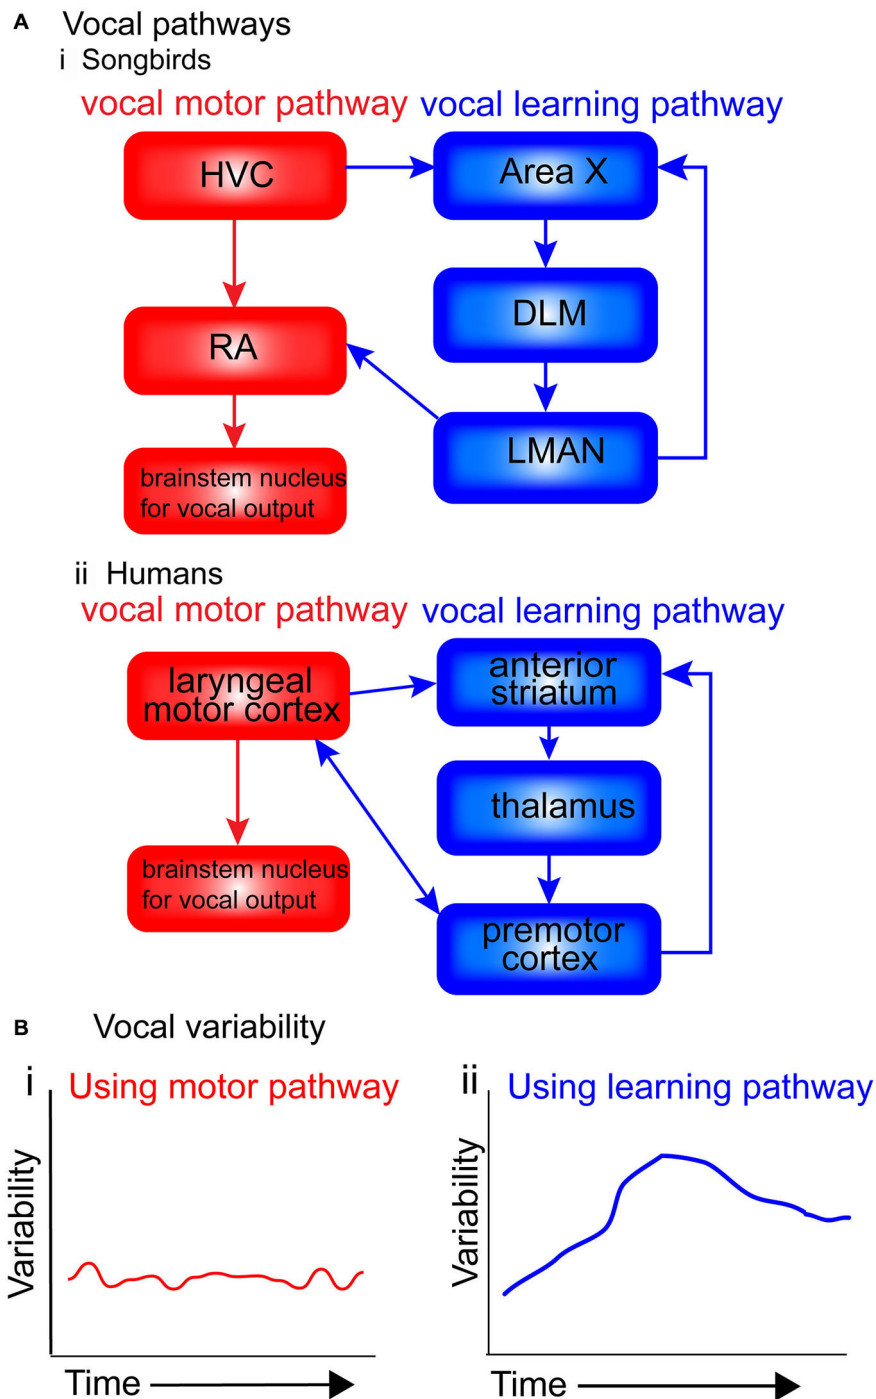 A Vocal pathways
i Songbirds
vocal motor pathway vocal learning pathway
HVC
Area X
DLM
RA
LMAN
brainstem nucleus
for vocal output
ii Humans
vocal motor pathway vocal learning pathway
laryngeal
motor cortex
anterior
striatum
thalamus
brainstem nucleus
for vocal output
premotor
cortex
B Vocal variability
i Using motor pathway
Variability
Time
ii Using learning pathway
Variability
Time